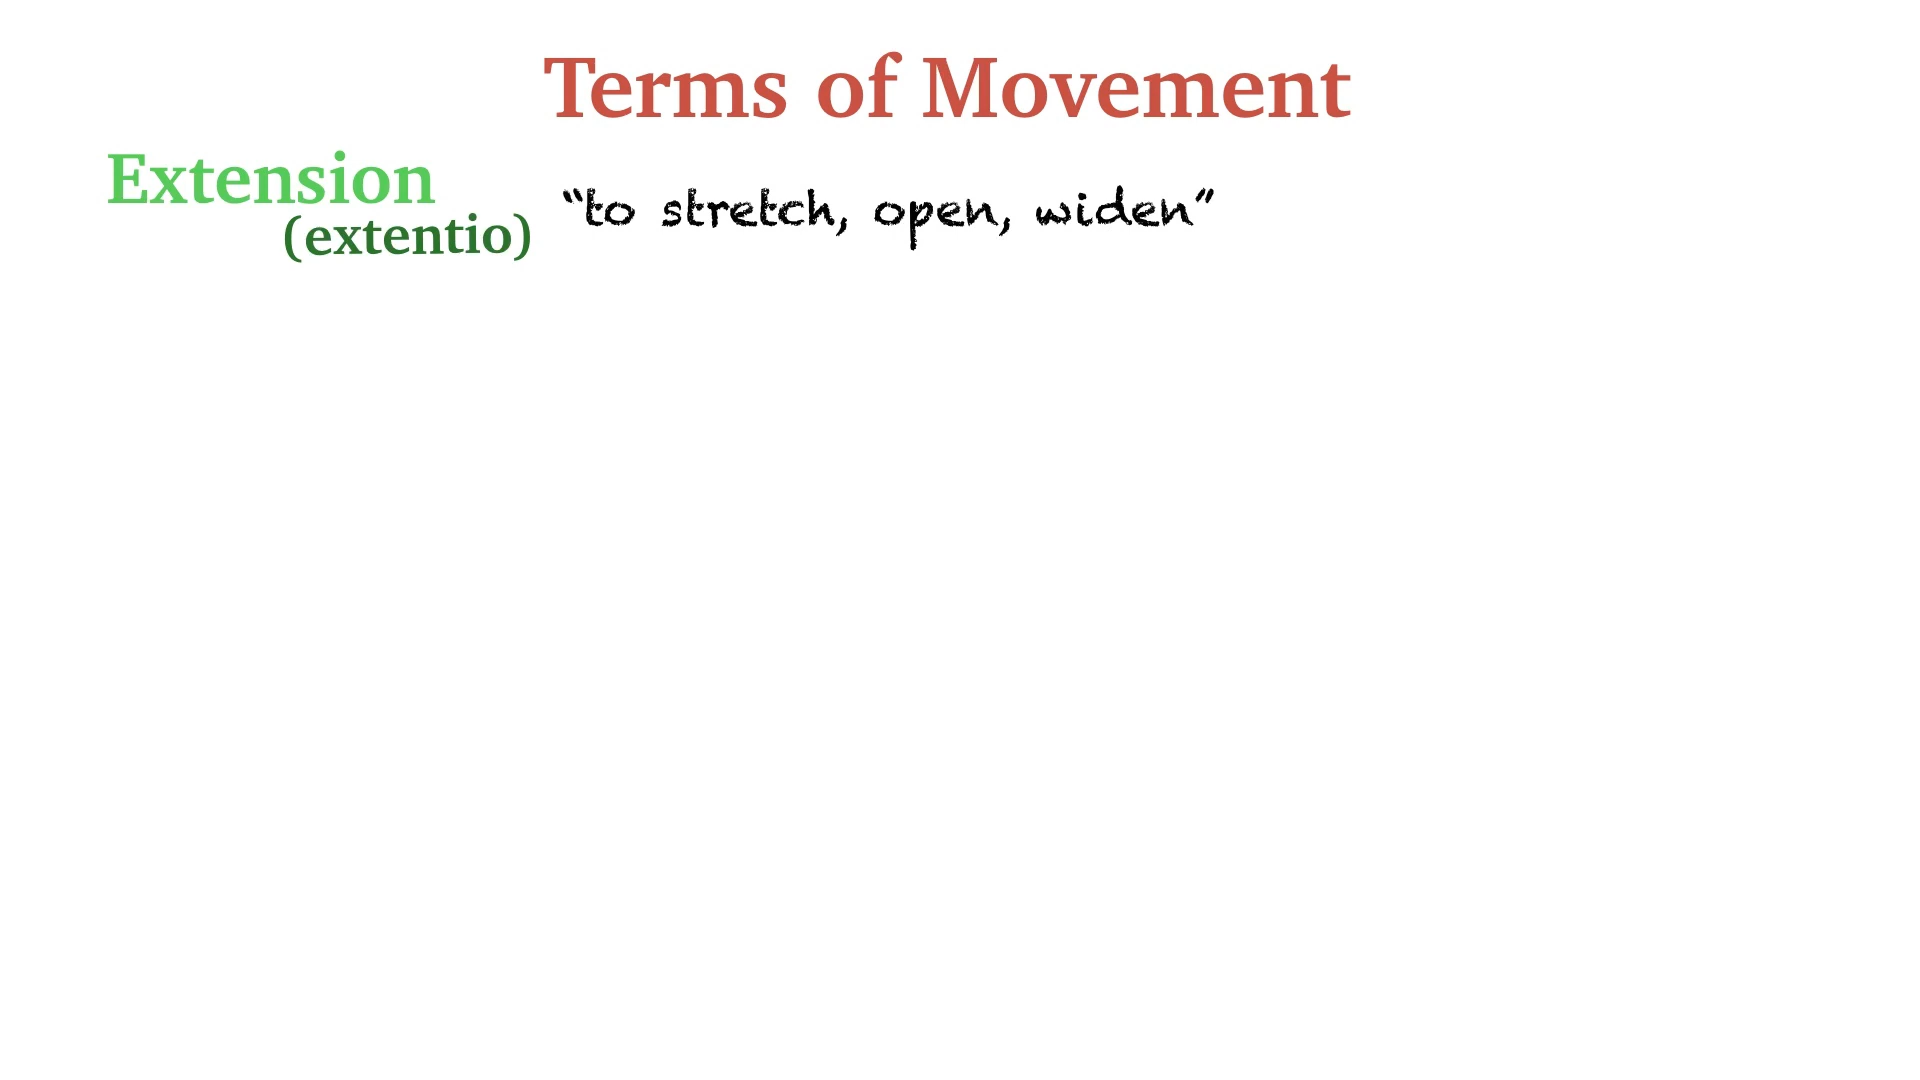 Terms of Movement
Extension
(extentio)
“to stretch, open, widen”